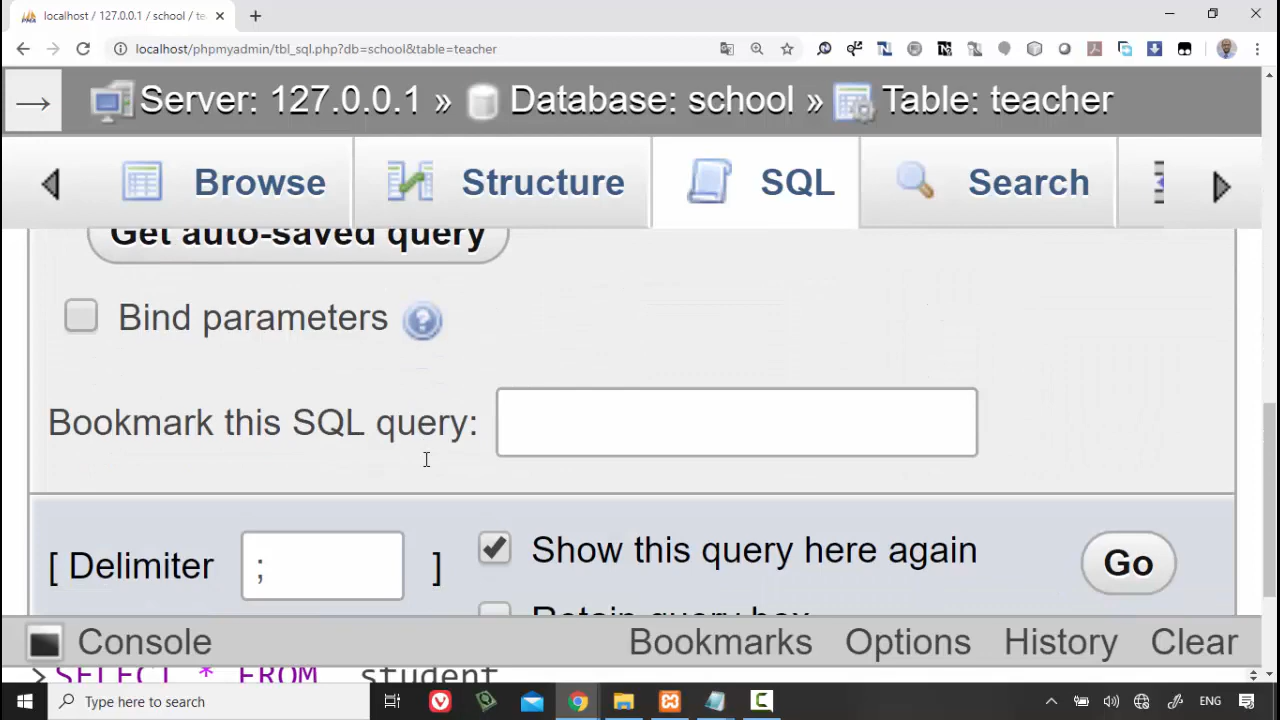 localhost / 127.0.0.1 / school / te
localhost/phpmyadmin/tbl_sql.php?db=school&table=teacher
Server: 127.0.0.1 » Database: school » Table: teacher
Browse Structure SQL Search
Get auto-saved query
Bind parameters
Bookmark this SQL query:
[ Delimiter ; ] Show this query here again Go
Retain query box
Console Bookmarks Options History Clear
>SELECT * FROM student
Type here to search ENG